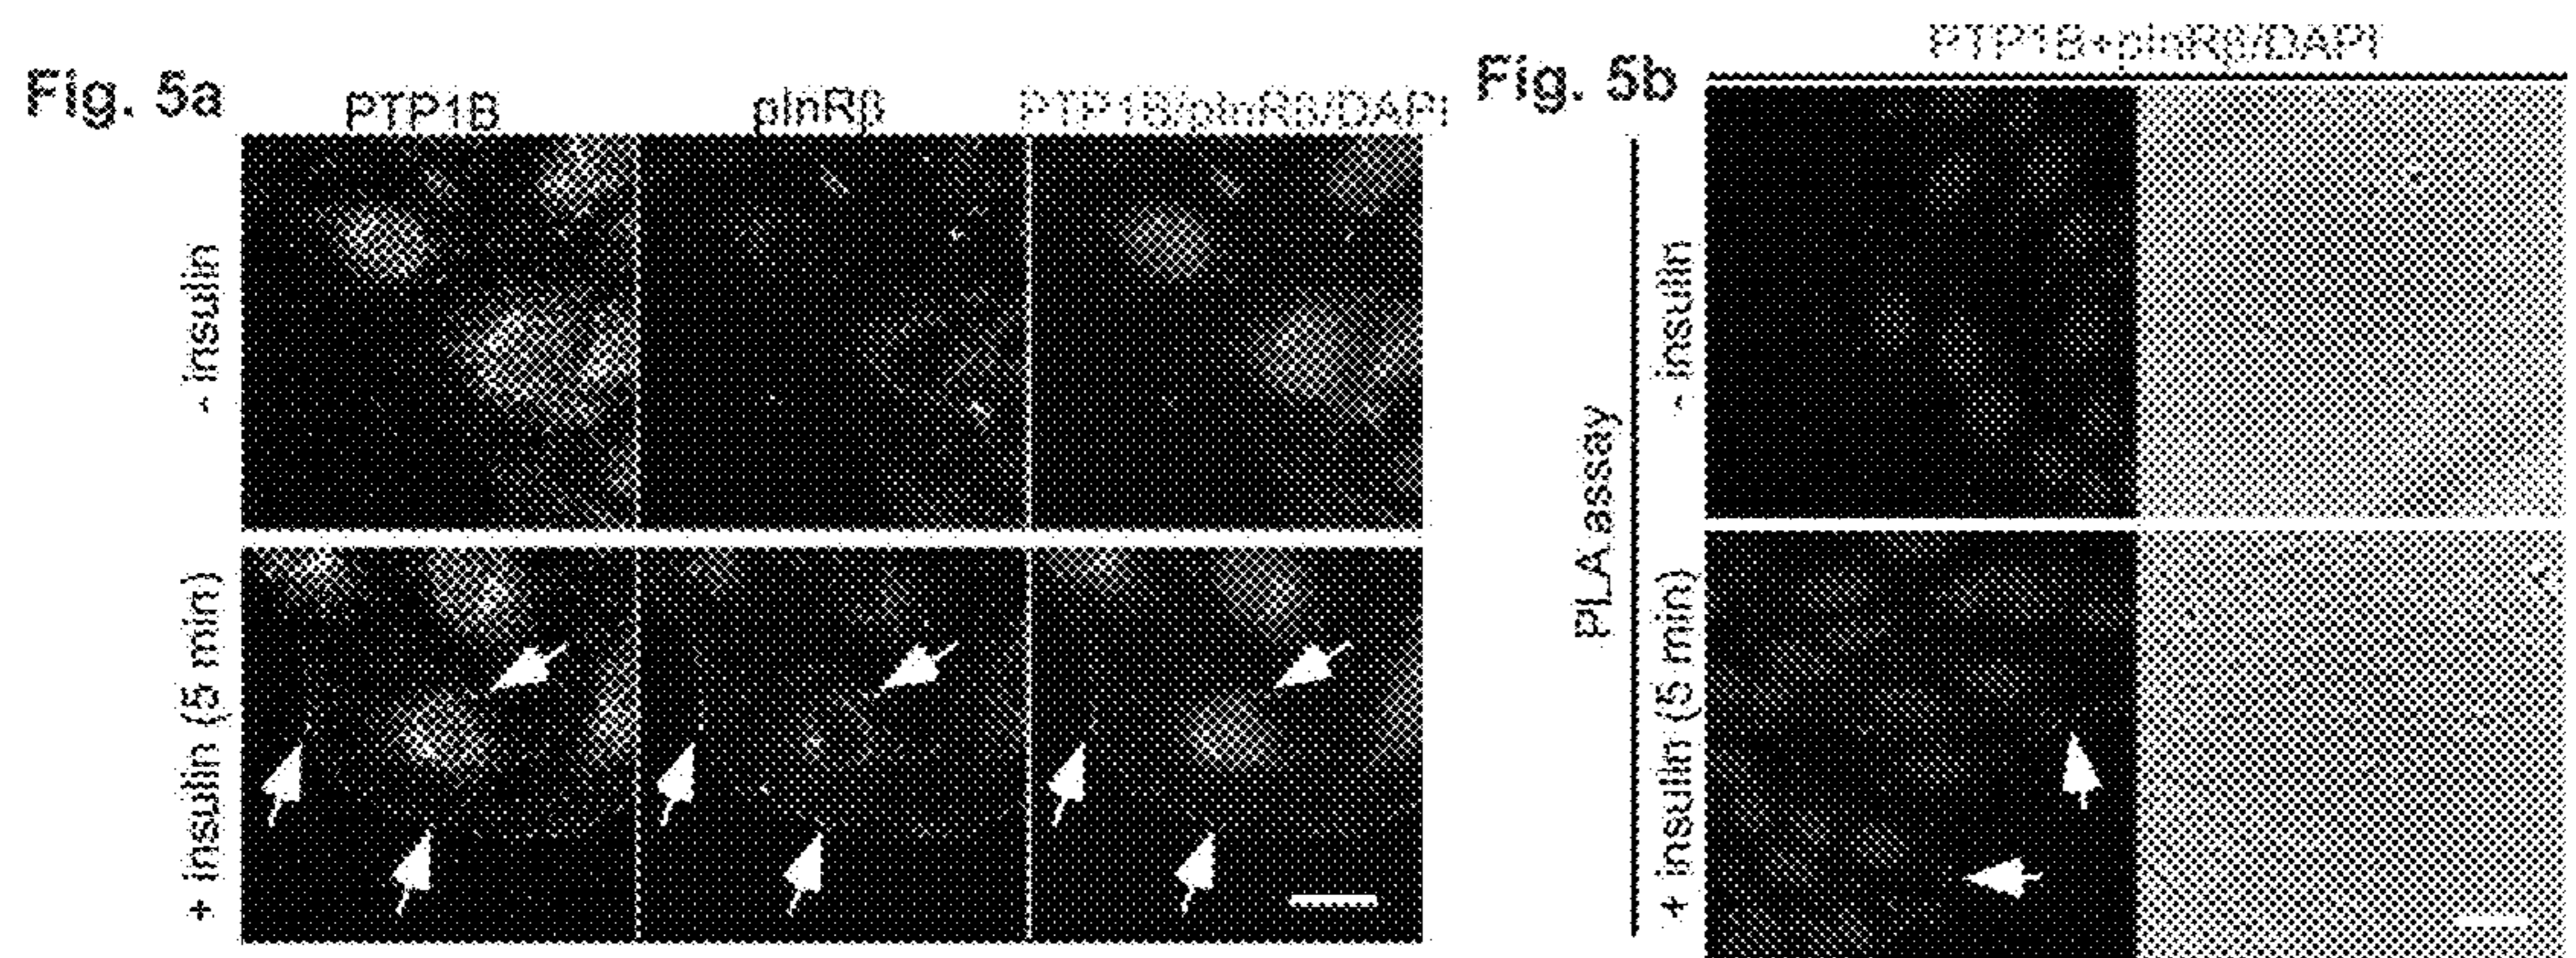 Fig. 5a
PTP1B
pInRβ
PTP1B/pInRβ/DAPI
- insulin
+ insulin (5 min)
Fig. 5b
PTP1B+pInRβ/DAPI
PLA assay
- insulin
+ insulin (5 min)